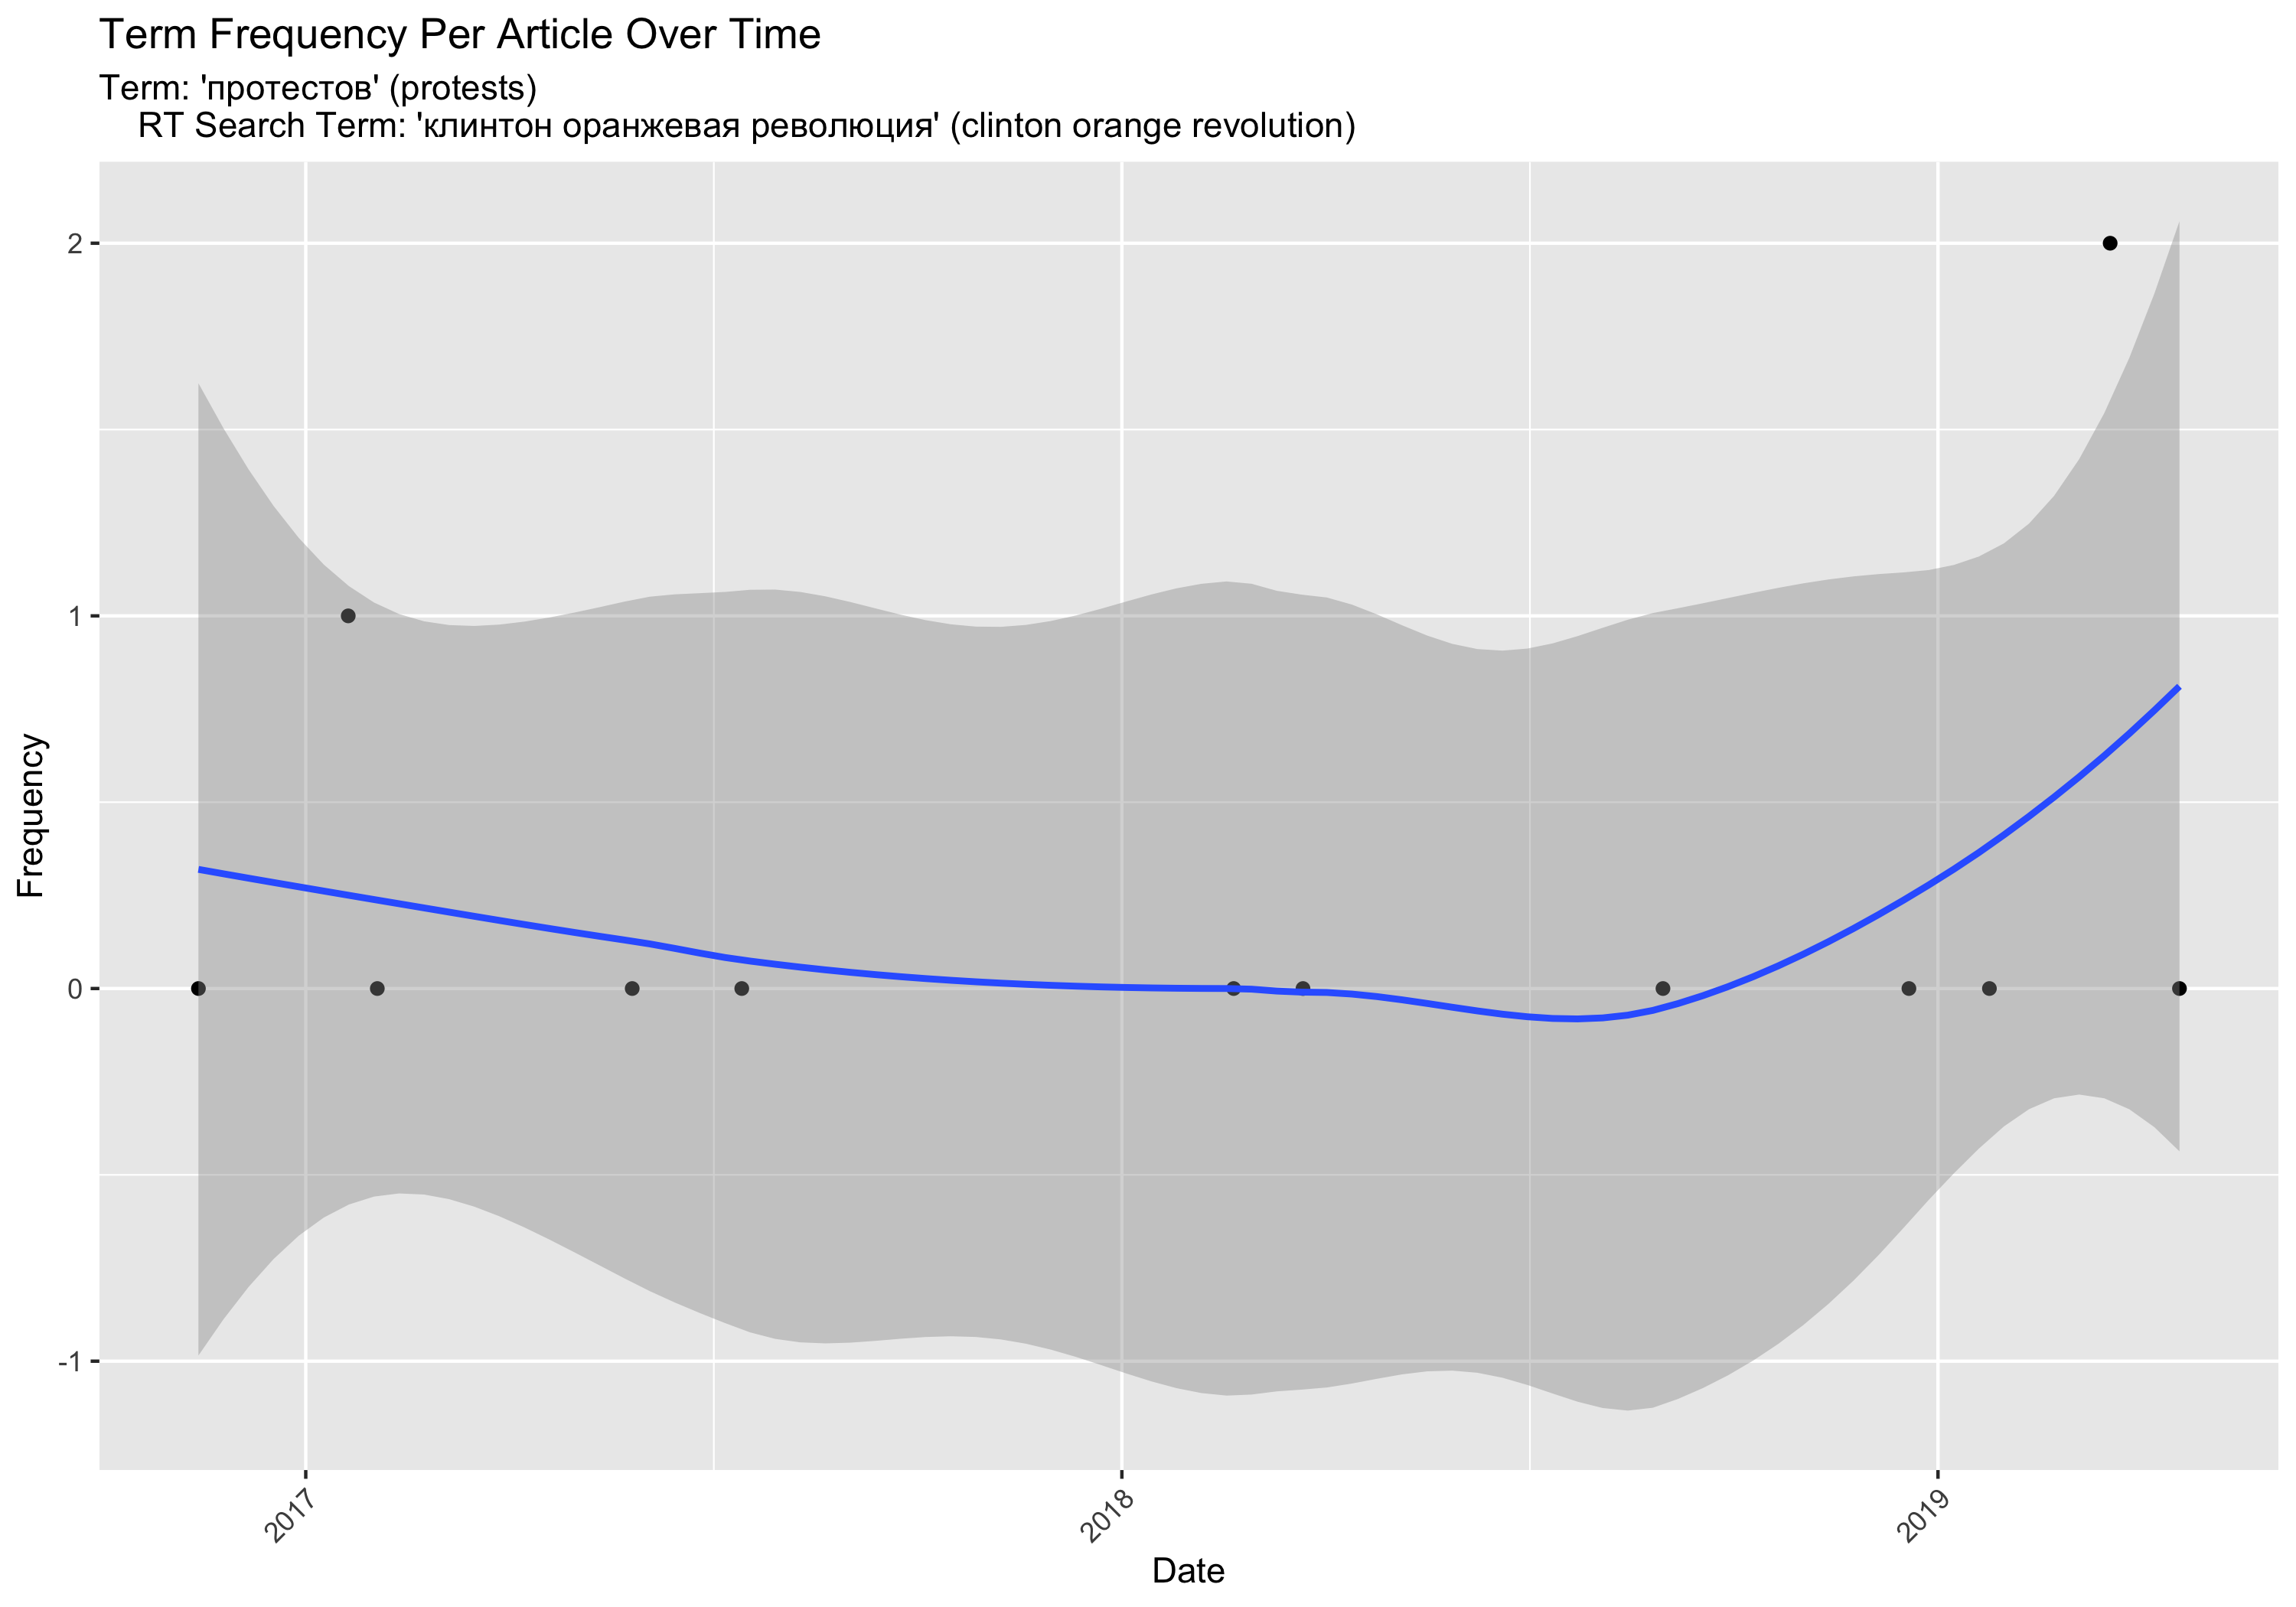 Term Frequency Per Article Over Time
Term: 'протестов' (protests)
RT Search Term: 'клинтон оранжевая революция' (clinton orange revolution)
2
1
0
-1
Frequency
2017
2018
2019
Date